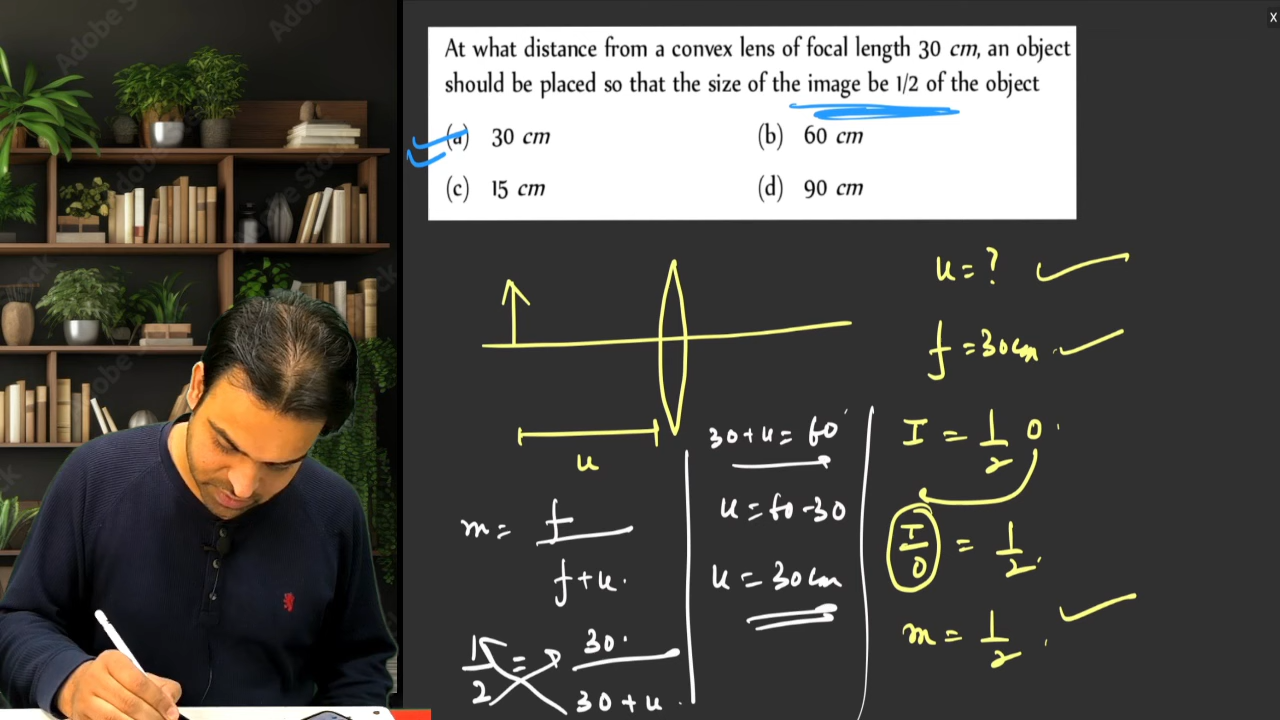 At what distance from a convex lens of focal length 30 cm, an object
should be placed so that the size of the image be 1/2 of the object
(a) 30 cm
(b) 60 cm
(c) 15 cm
(d) 90 cm
u
m = f / f+u.
1/2 = 30. / 30+u.
30+u = 60
u = 60-30
u = 30cm
u = ?
f = 30cm.
I = 1/2 O.
I/O = 1/2.
m = 1/2.
Adobe Stock
X